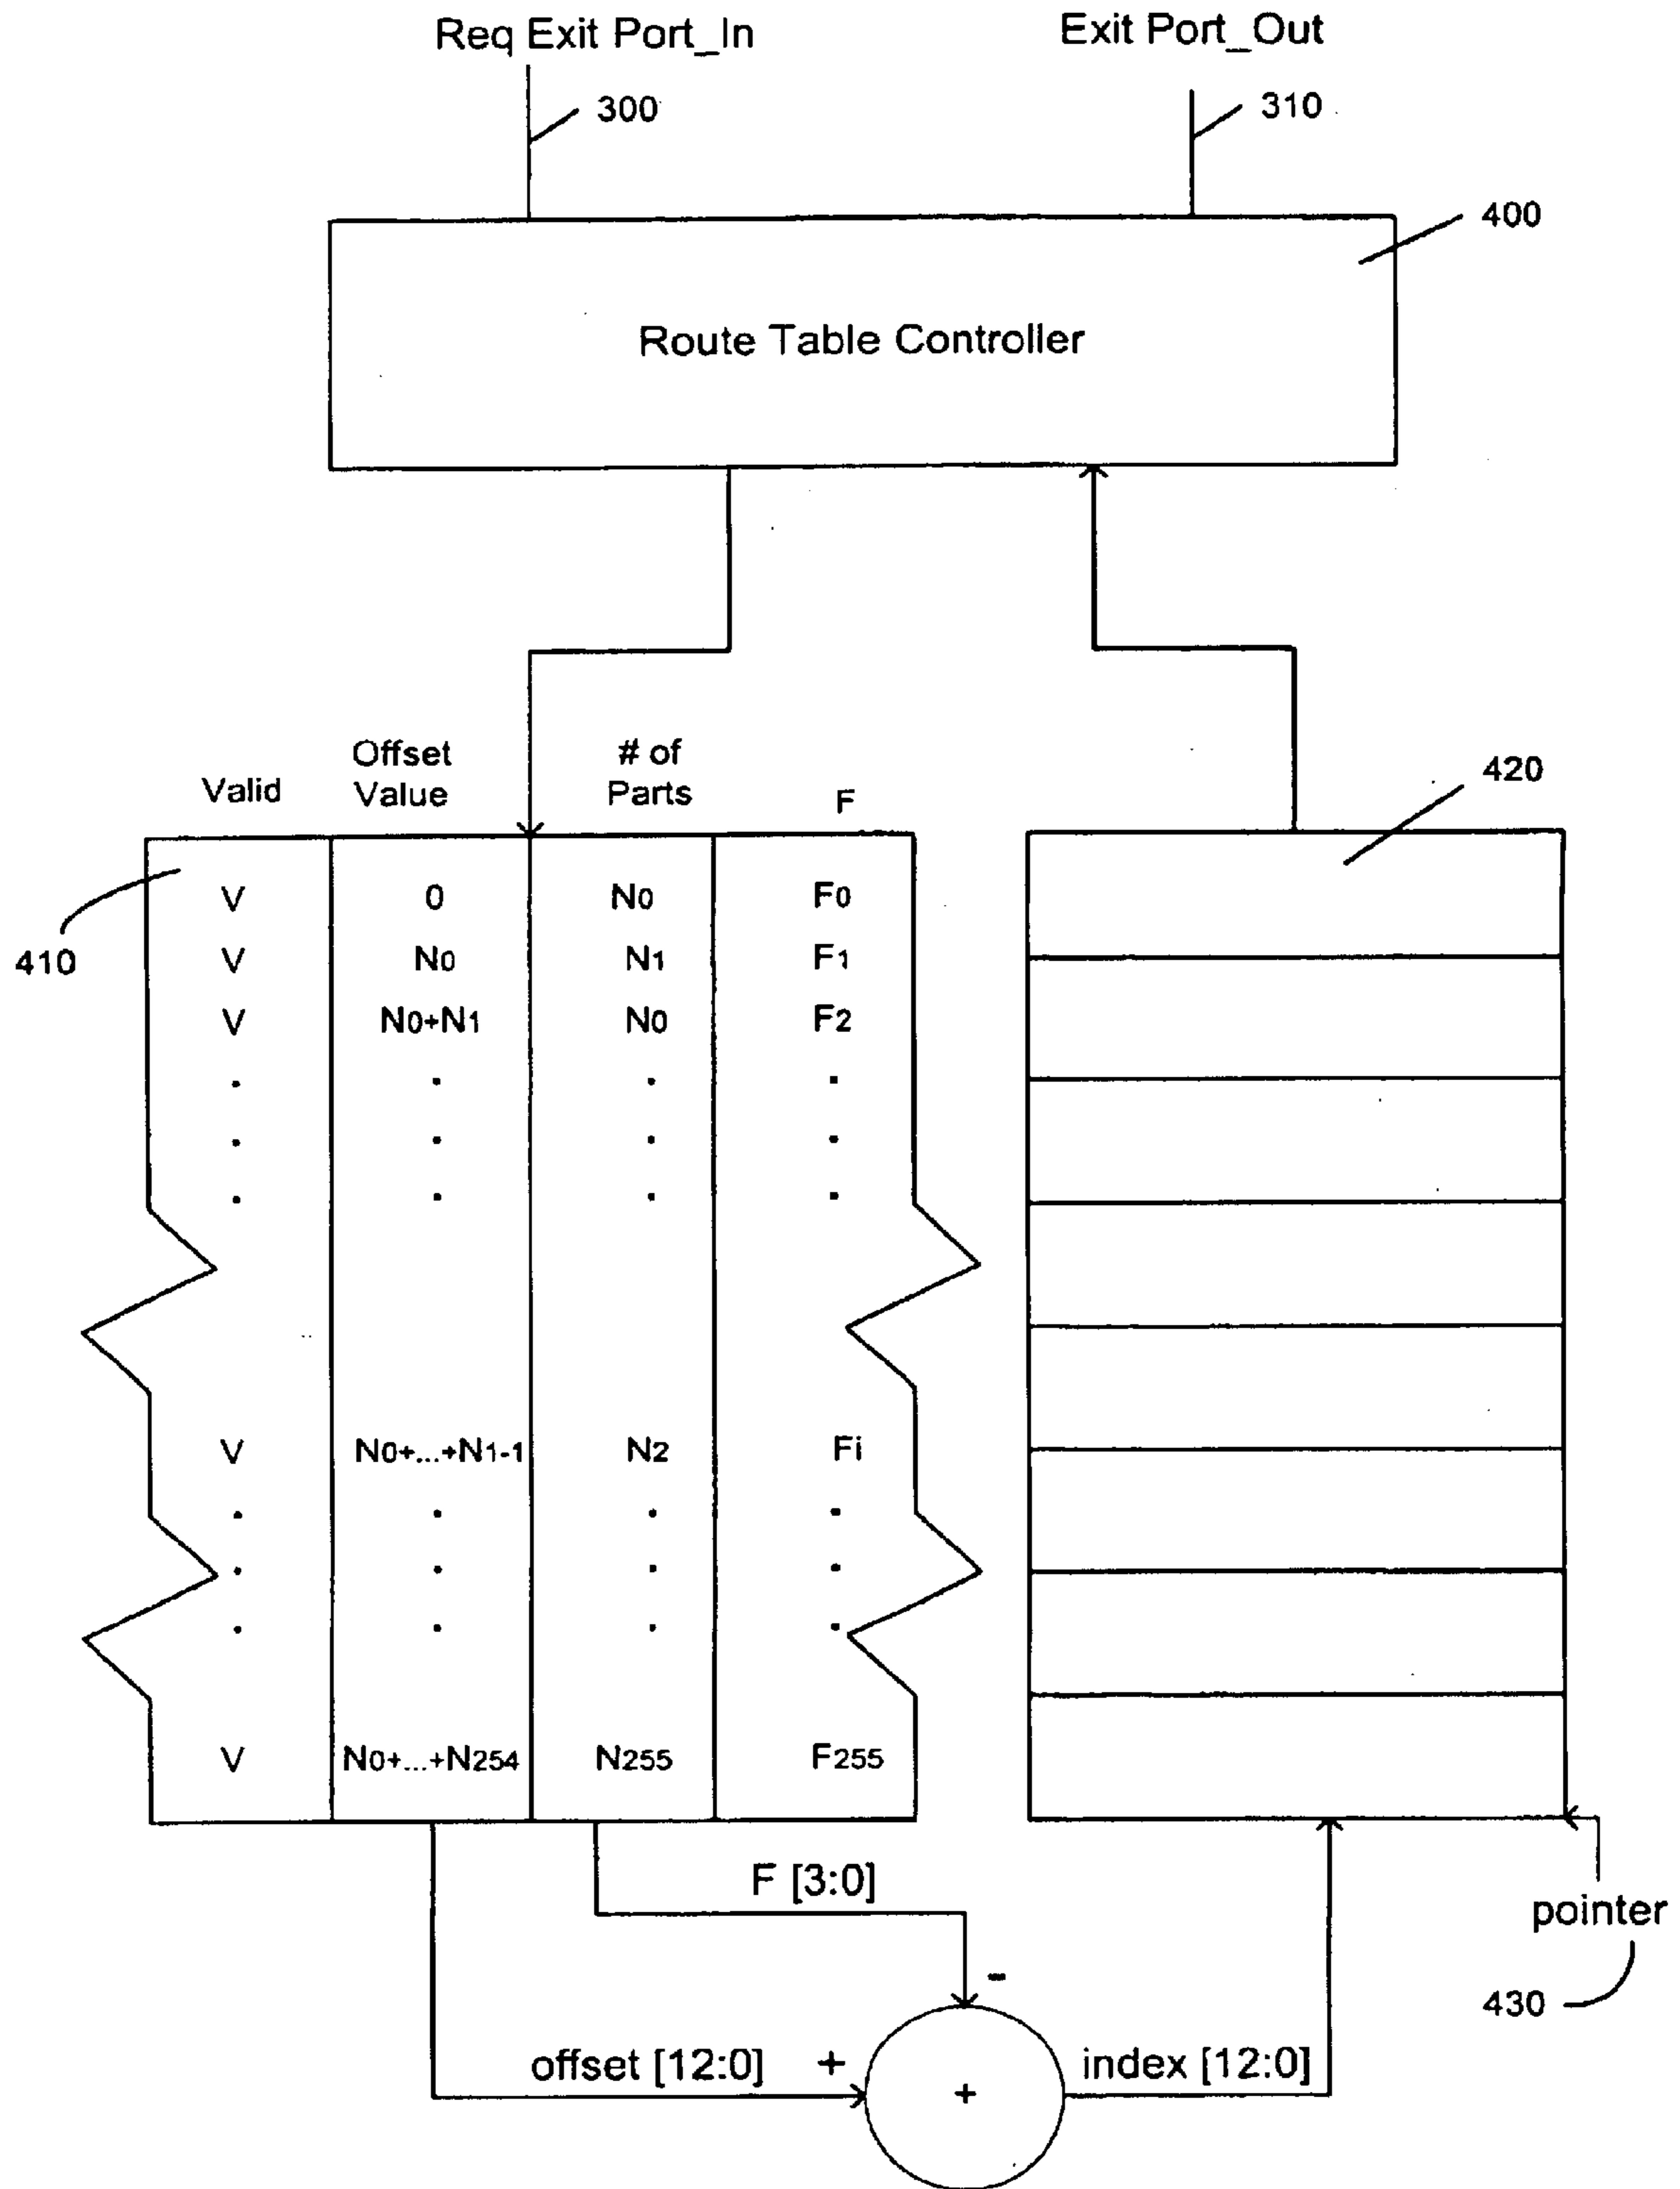 Req Exit Port_In
Exit Port_Out
300
310
400
Route Table Controller
Valid
Offset
Value
# of
Parts
F
420
410
V 0 N0 F0
V N0 N1 F1
V N0+N1 N0 F2
V N0+...+N1-1 N2 Fi
V N0+...+N254 N255 F255
F [3:0]
pointer
430
-
offset [12:0] +
+
index [12:0]